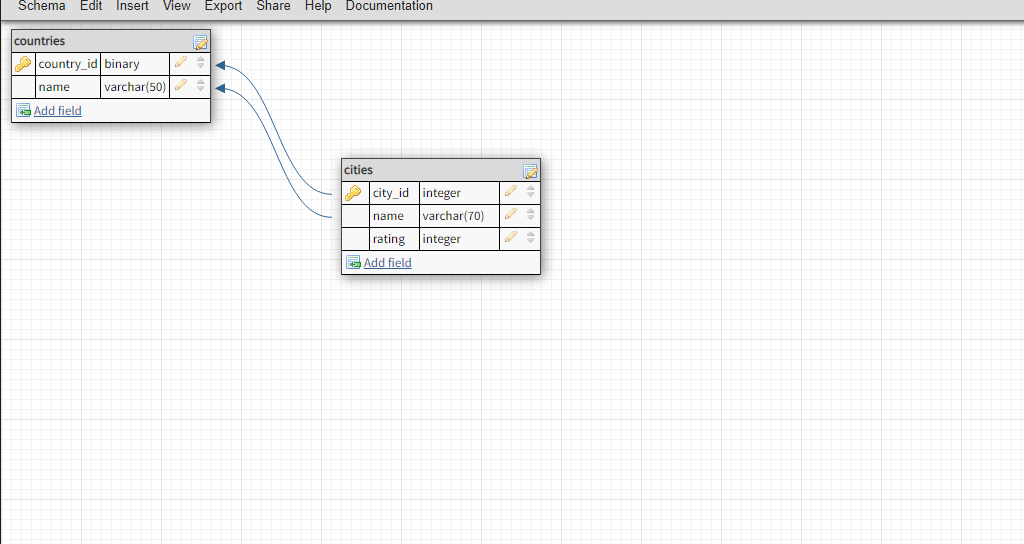 Schema Edit Insert View Export Share Help Documentation
countries
country_id binary
name varchar(50)
Add field
cities
city_id integer
name varchar(70)
rating integer
Add field